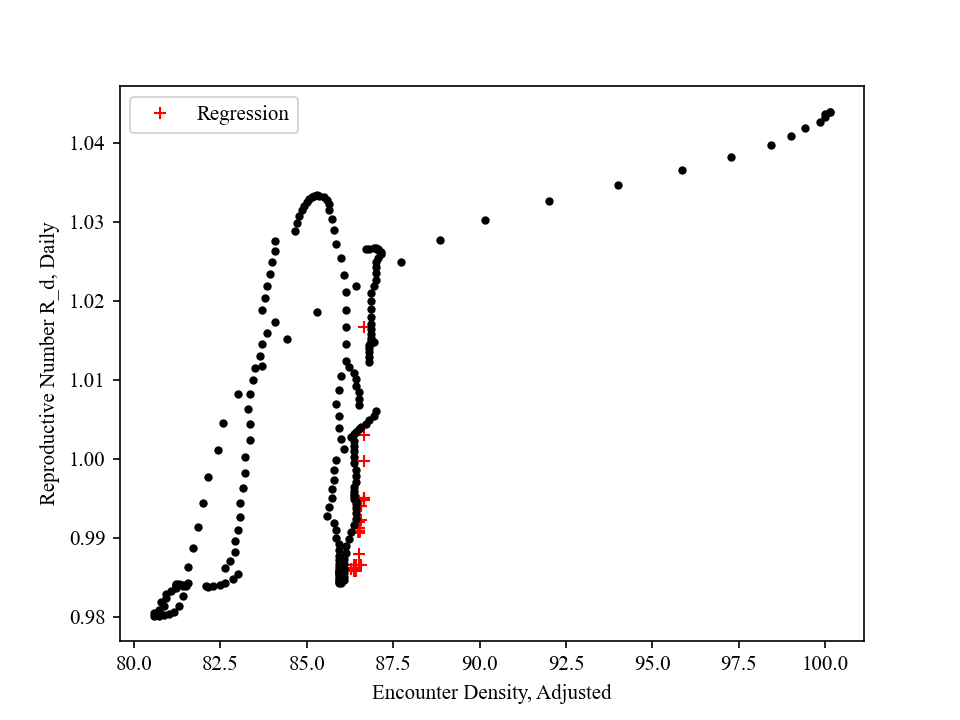 Regression
1.04
1.03
1.02
1.01
1.00
0.99
0.98
Reproductive Number R_d, Daily
80.0 82.5 85.0 87.5 90.0 92.5 95.0 97.5 100.0
Encounter Density, Adjusted